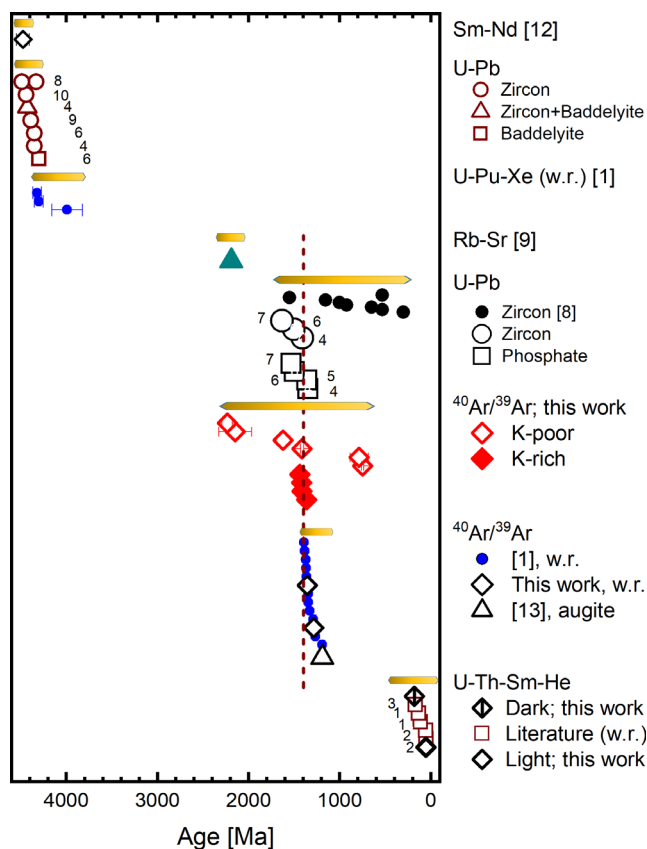 Sm-Nd [12]
U-Pb
8
Zircon
10
4
Zircon+Baddelyite
9
6
Baddelyite
4
6
U-Pu-Xe (w.r.) [1]
Rb-Sr [9]
U-Pb
Zircon [8]
7
6
Zircon
4
7
Phosphate
6
5
4
⁴⁰Ar/³⁹Ar; this work
K-poor
K-rich
⁴⁰Ar/³⁹Ar
[1], w.r.
This work, w.r.
[13], augite
U-Th-Sm-He
3
Dark; this work
1
1
Literature (w.r.)
2
2
Light; this work
4000 3000 2000 1000 0
Age [Ma]